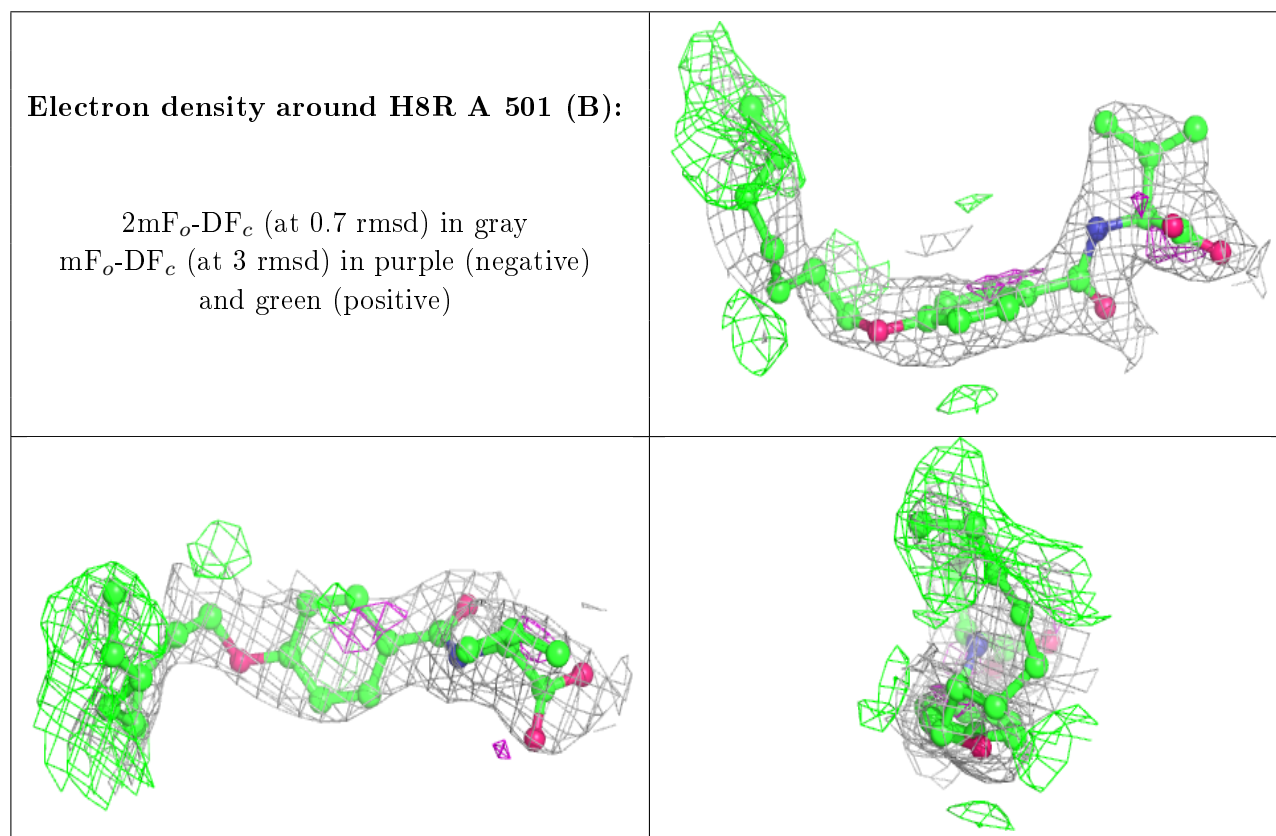 Electron density around H8R A 501 (B):
2mFₒ-DF𝒸 (at 0.7 rmsd) in gray
mFₒ-DF𝒸 (at 3 rmsd) in purple (negative)
and green (positive)